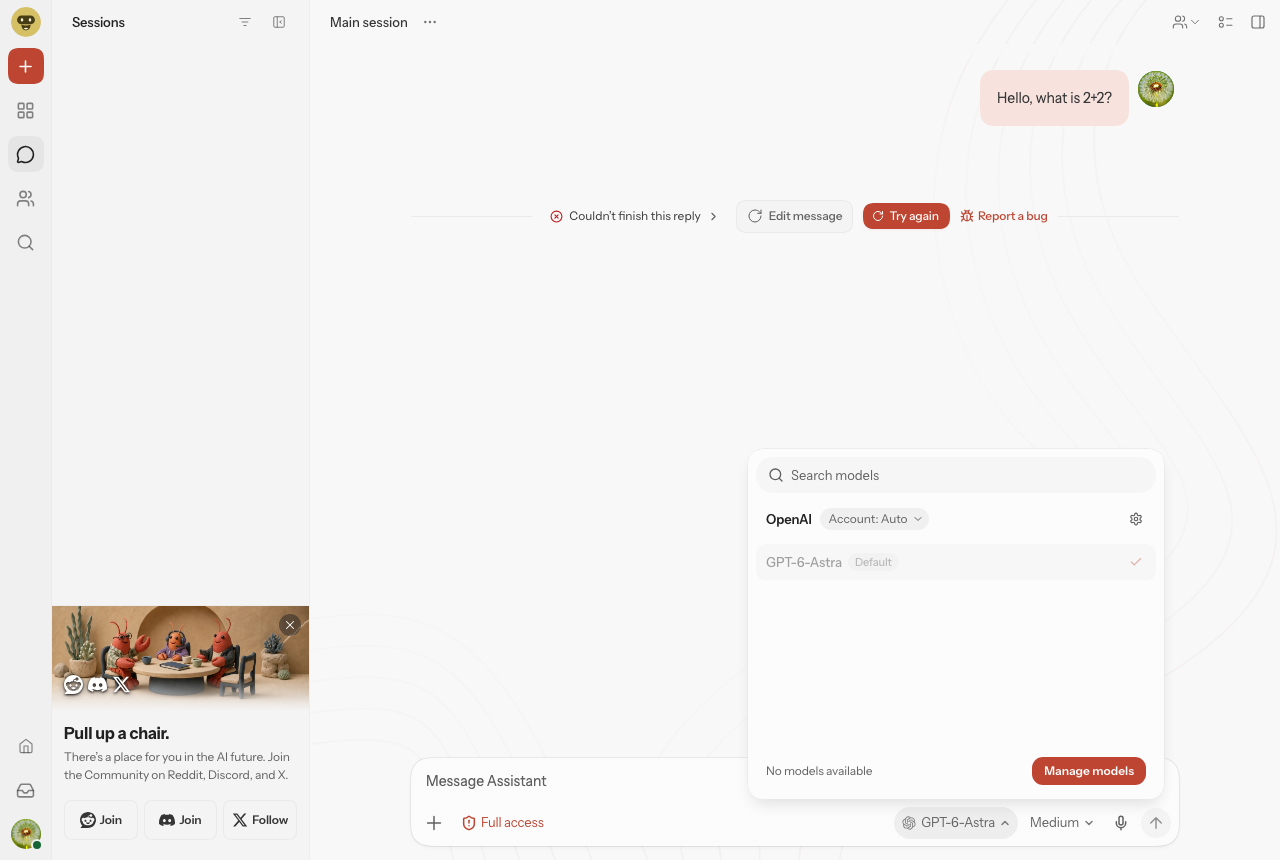 Sessions
Main session
Hello, what is 2+2?
Couldn't finish this reply
Edit message
Try again
Report a bug
Search models
OpenAI
Account: Auto
GPT-6-Astra
Default
No models available
Manage models
Pull up a chair.
There's a place for you in the AI future. Join
the Community on Reddit, Discord, and X.
Join
Join
Follow
Message Assistant
Full access
GPT-6-Astra
Medium